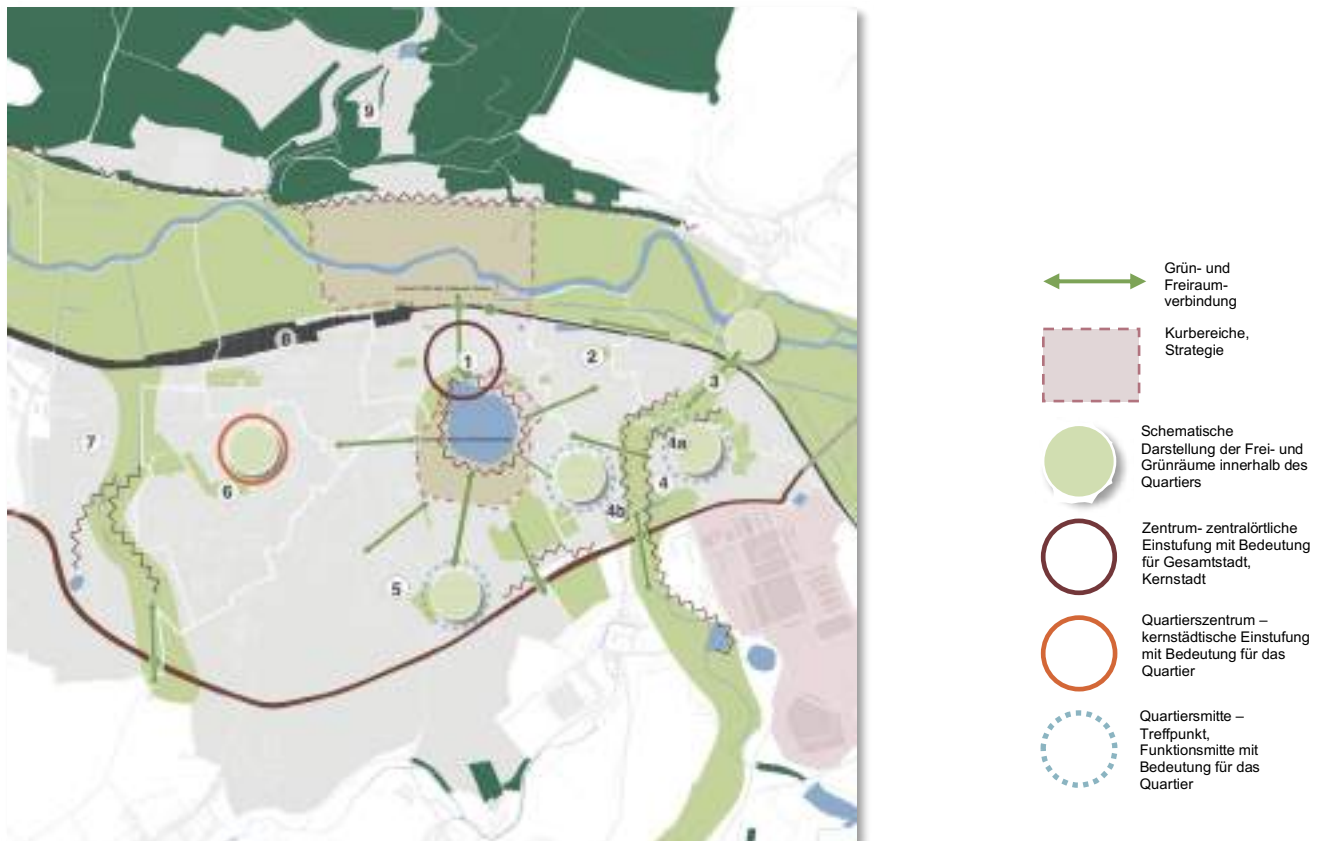 9
8
1
2
3
7
4a
6
4
4b
5
Grün- und
Freiraum-
verbindung
Kurbereiche,
Strategie
Schematische
Darstellung der Frei- und
Grünräume innerhalb des
Quartiers
Zentrum- zentralörtliche
Einstufung mit Bedeutung
für Gesamtstadt,
Kernstadt
Quartierszentrum –
kernstädtische Einstufung
mit Bedeutung für das
Quartier
Quartiersmitte –
Treffpunkt,
Funktionsmitte mit
Bedeutung für das
Quartier